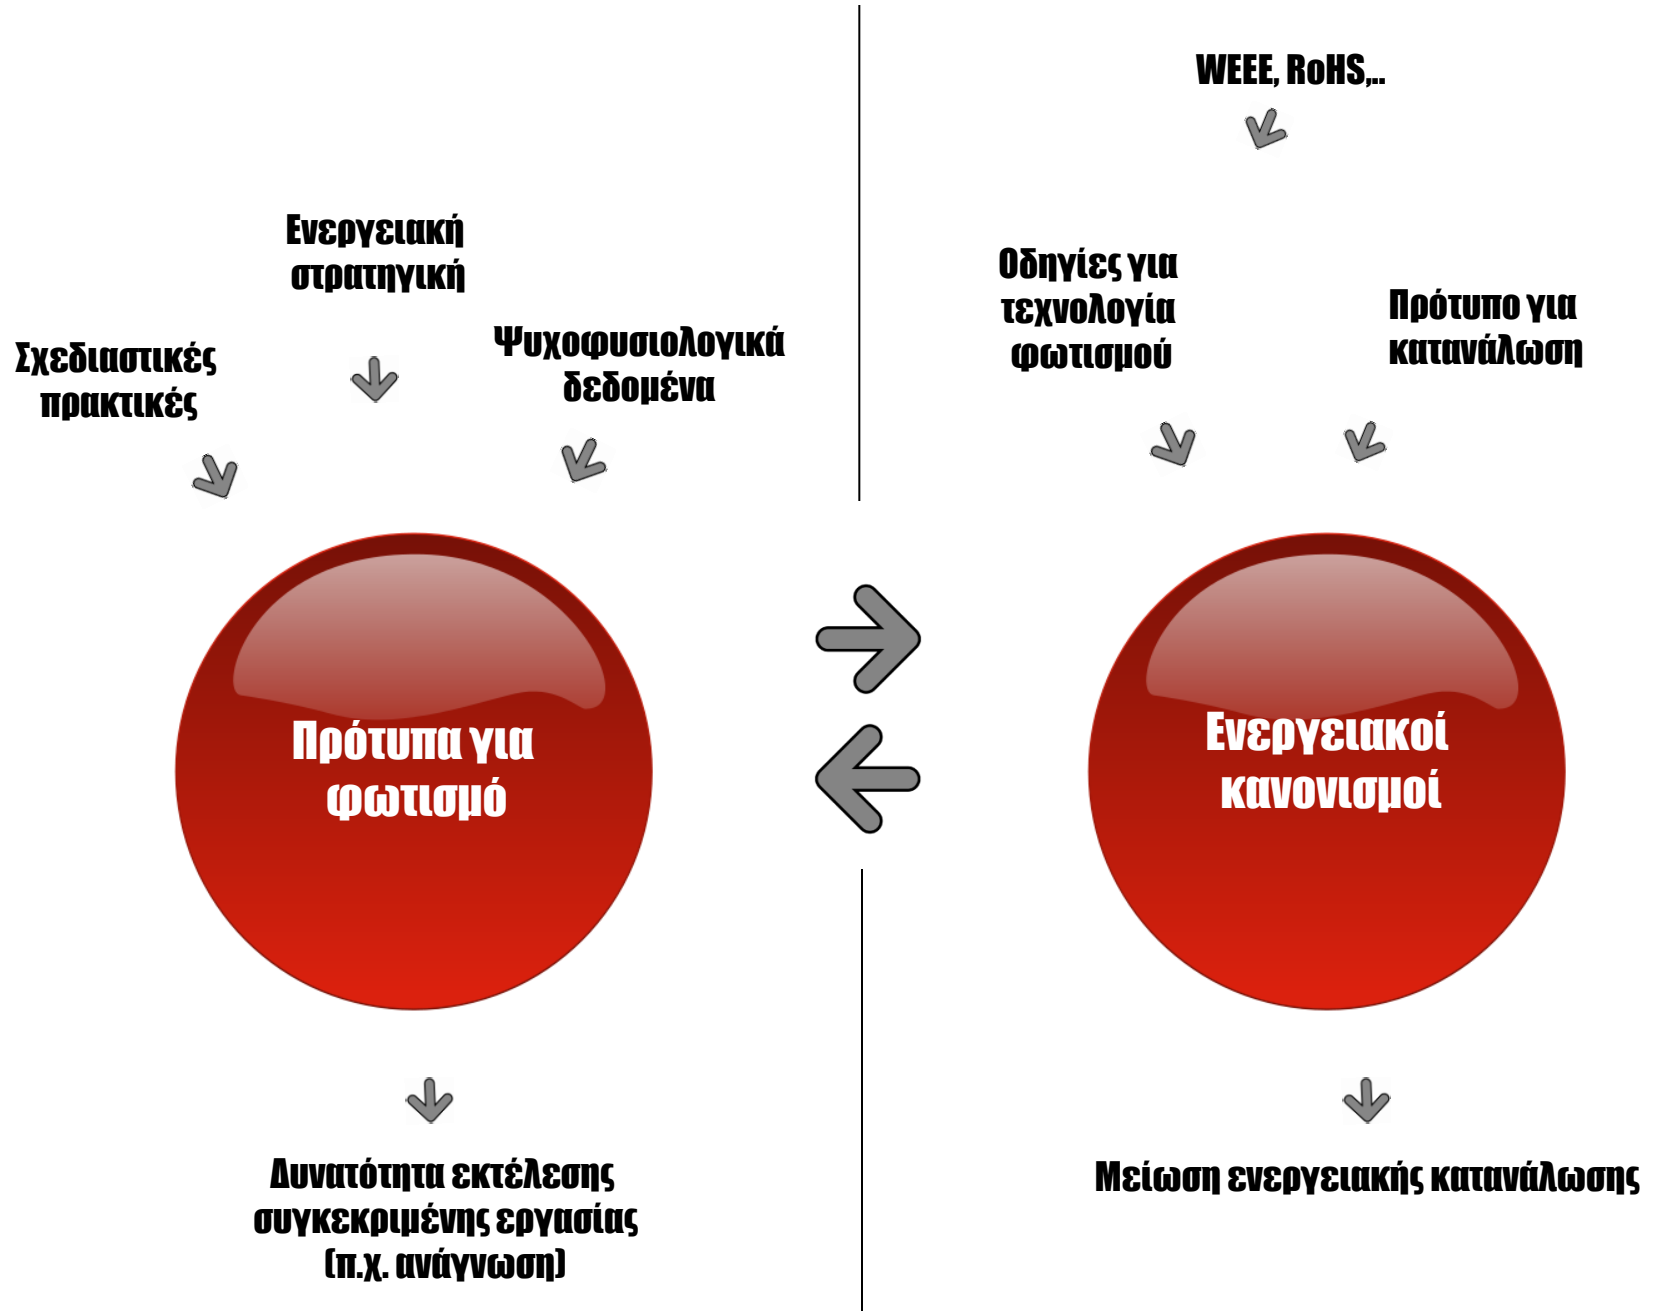 WEEE, RoHS,..
Ενεργειακή
στρατηγική
Σχεδιαστικές
πρακτικές
Ψυχοφυσιολογικά
δεδομένα
Οδηγίες για
τεχνολογία
φωτισμού
Πρότυπο για
κατανάλωση
Πρότυπα για
φωτισμό
Ενεργειακοί
κανονισμοί
Δυνατότητα εκτέλεσης
συγκεκριμένης εργασίας
(π.χ. ανάγνωση)
Μείωση ενεργειακής κατανάλωσης